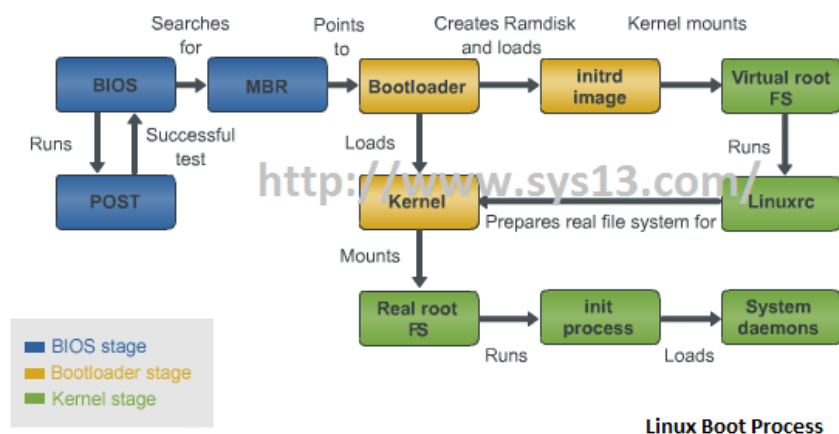 Searches
for
Points
to
Creates Ramdisk
and loads
Kernel mounts
BIOS
MBR
Bootloader
initrd
image
Virtual root
FS
Runs
Successful
test
Loads
Runs
http://www.sys13.com/
POST
Kernel
Prepares real file system for
Linuxrc
Mounts
Real root
FS
init
process
System
daemons
Runs
Loads
BIOS stage
Bootloader stage
Kernel stage
Linux Boot Process